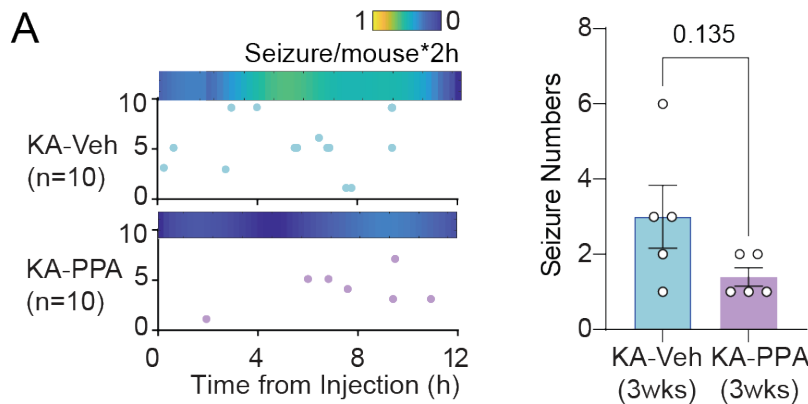 A
1 0
Seizure/mouse*2h
10
5
0
KA-Veh
(n=10)
10
5
0
KA-PPA
(n=10)
0 4 8 12
Time from Injection (h)
8
6
4
2
0
Seizure Numbers
0.135
KA-Veh KA-PPA
(3wks) (3wks)